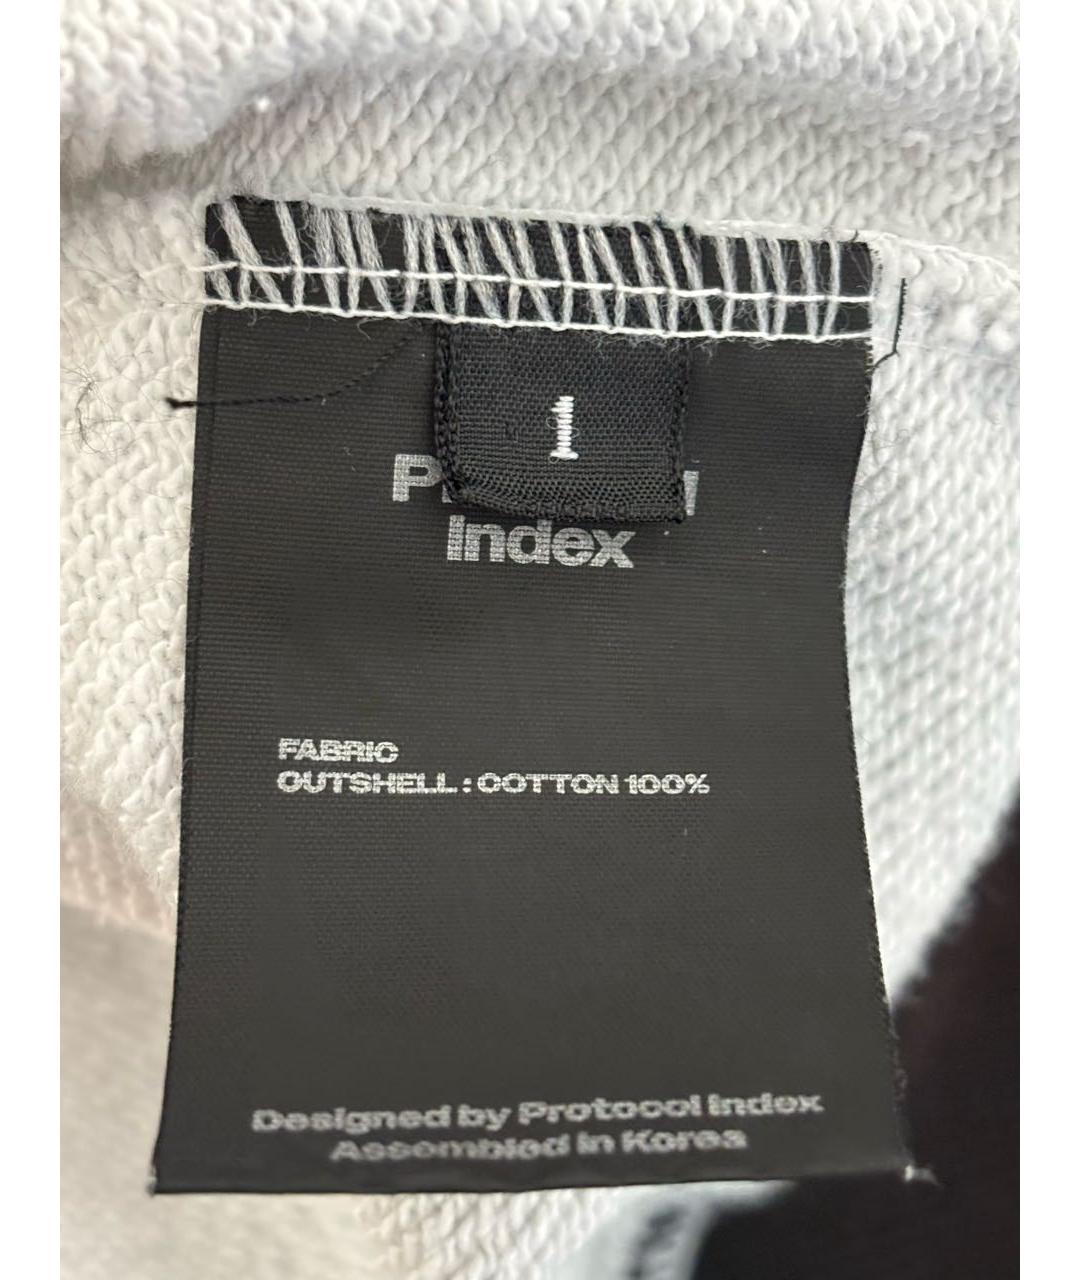 1
Index
FABRIC
OUTSHELL : COTTON 100%
Designed by Protocol Index
Assembled in Korea